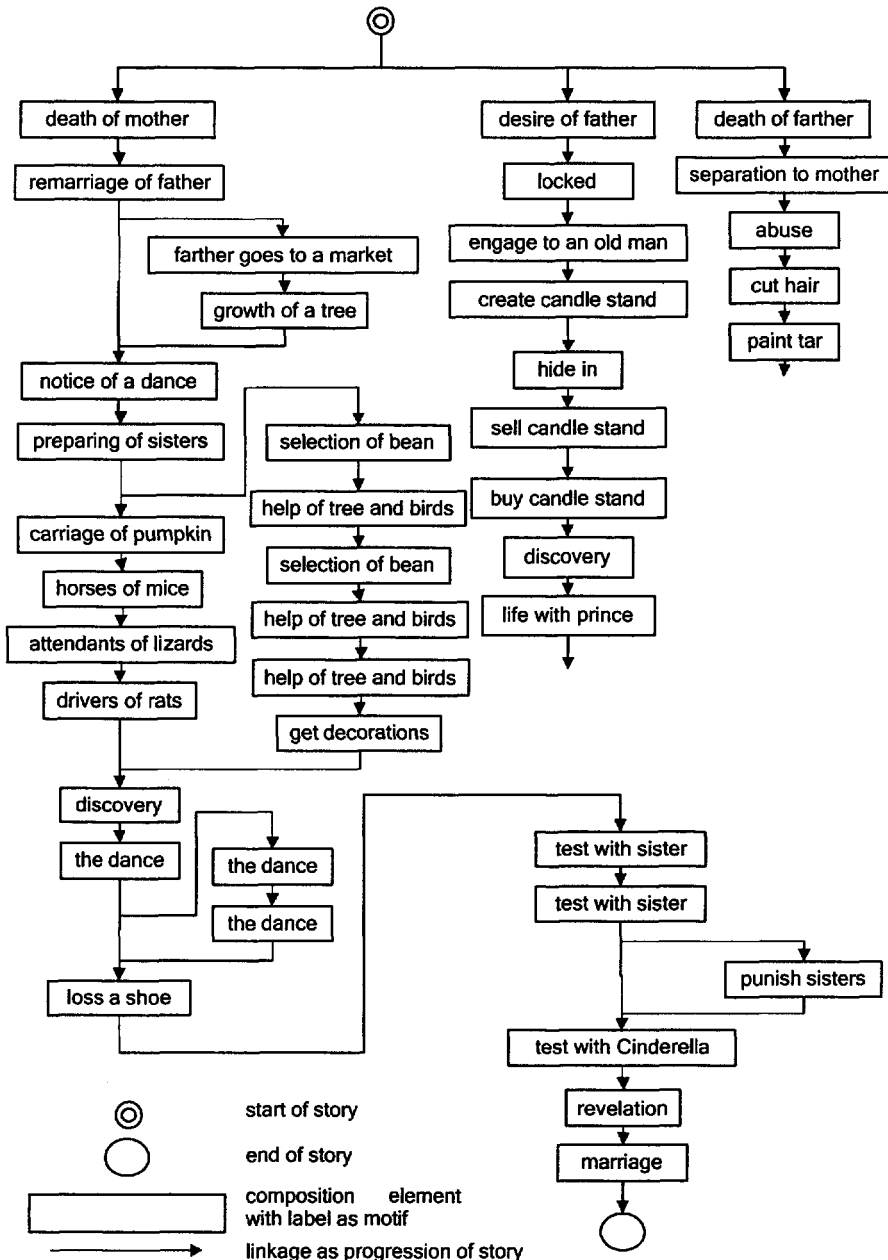 death of mother
remarriage of father
farther goes to a market
growth of a tree
notice of a dance
preparing of sisters
selection of bean
help of tree and birds
selection of bean
help of tree and birds
help of tree and birds
get decorations
carriage of pumpkin
horses of mice
attendants of lizards
drivers of rats
discovery
the dance
the dance
the dance
loss a shoe
desire of father
locked
engage to an old man
create candle stand
hide in
sell candle stand
buy candle stand
discovery
life with prince
death of farther
separation to mother
abuse
cut hair
paint tar
test with sister
test with sister
punish sisters
test with Cinderella
revelation
marriage
start of story
end of story
composition element
with label as motif
linkage as progression of story